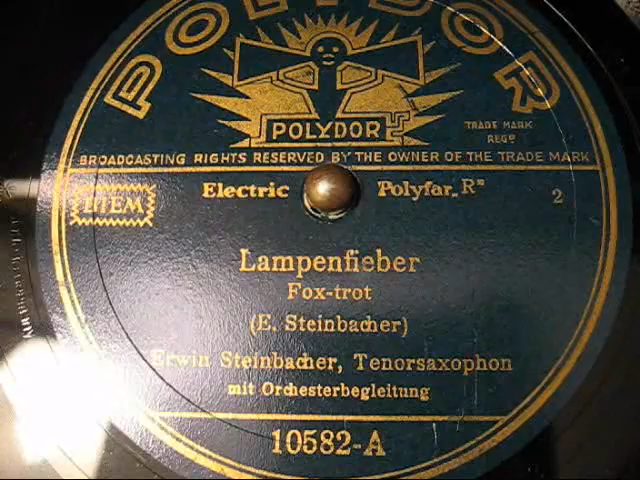 POLYDOR
POLYDOR
TRADE MARK
REGD
BROADCASTING RIGHTS RESERVED BY THE OWNER OF THE TRADE MARK
BIEM
Electric Polyfar „R“ 2
Lampenfieber
Fox-trot
(E. Steinbacher)
Erwin Steinbacher, Tenorsaxophon
mit Orchesterbegleitung
10582-A